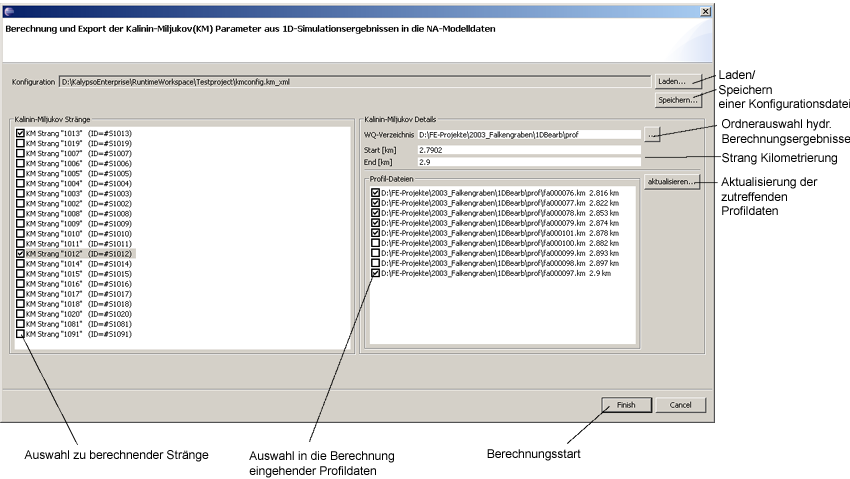 Berechnung und Export der Kalinin-Miljukov(KM) Parameter aus 1D-Simulationsergebnissen in die NA-Modelldaten
Konfiguration D:\KalypsoEnterprise\RuntimeWorkspace\Testproject\kmconfig.km_xml
Laden...
Speichern...
Laden/
Speichern
einer Konfigurationsdatei
Kalinin-Miljukov Stränge
KM Strang "1013" (ID=#S1013)
KM Strang "1019" (ID=#S1019)
KM Strang "1007" (ID=#S1007)
KM Strang "1006" (ID=#S1006)
KM Strang "1005" (ID=#S1005)
KM Strang "1004" (ID=#S1004)
KM Strang "1003" (ID=#S1003)
KM Strang "1002" (ID=#S1002)
KM Strang "1008" (ID=#S1008)
KM Strang "1009" (ID=#S1009)
KM Strang "1010" (ID=#S1010)
KM Strang "1011" (ID=#S1011)
KM Strang "1012" (ID=#S1012)
KM Strang "1014" (ID=#S1014)
KM Strang "1015" (ID=#S1015)
KM Strang "1016" (ID=#S1016)
KM Strang "1017" (ID=#S1017)
KM Strang "1018" (ID=#S1018)
KM Strang "1020" (ID=#S1020)
KM Strang "1081" (ID=#S1081)
KM Strang "1091" (ID=#S1091)
Kalinin-Miljukov Details
WQ-Verzeichnis D:\FE-Projekte\2003_Falkengraben\1DBearb\prof
...
Start [km] 2.7902
End [km] 2.9
Ordnerauswahl hydr.
Berechnungsergebnisse
Strang Kilometrierung
Profil-Dateien
aktualisieren...
D:\FE-Projekte\2003_Falkengraben\1DBearb\prof\fa000076.km 2.816 km
D:\FE-Projekte\2003_Falkengraben\1DBearb\prof\fa000077.km 2.822 km
D:\FE-Projekte\2003_Falkengraben\1DBearb\prof\fa000078.km 2.853 km
D:\FE-Projekte\2003_Falkengraben\1DBearb\prof\fa000079.km 2.874 km
D:\FE-Projekte\2003_Falkengraben\1DBearb\prof\fa000101.km 2.878 km
D:\FE-Projekte\2003_Falkengraben\1DBearb\prof\fa000100.km 2.882 km
D:\FE-Projekte\2003_Falkengraben\1DBearb\prof\fa000099.km 2.893 km
D:\FE-Projekte\2003_Falkengraben\1DBearb\prof\fa000098.km 2.897 km
D:\FE-Projekte\2003_Falkengraben\1DBearb\prof\fa000097.km 2.9 km
Aktualisierung der
zutreffenden
Profildaten
Finish
Cancel
Auswahl zu berechnender Stränge
Auswahl in die Berechnung
eingehender Profildaten
Berechnungsstart